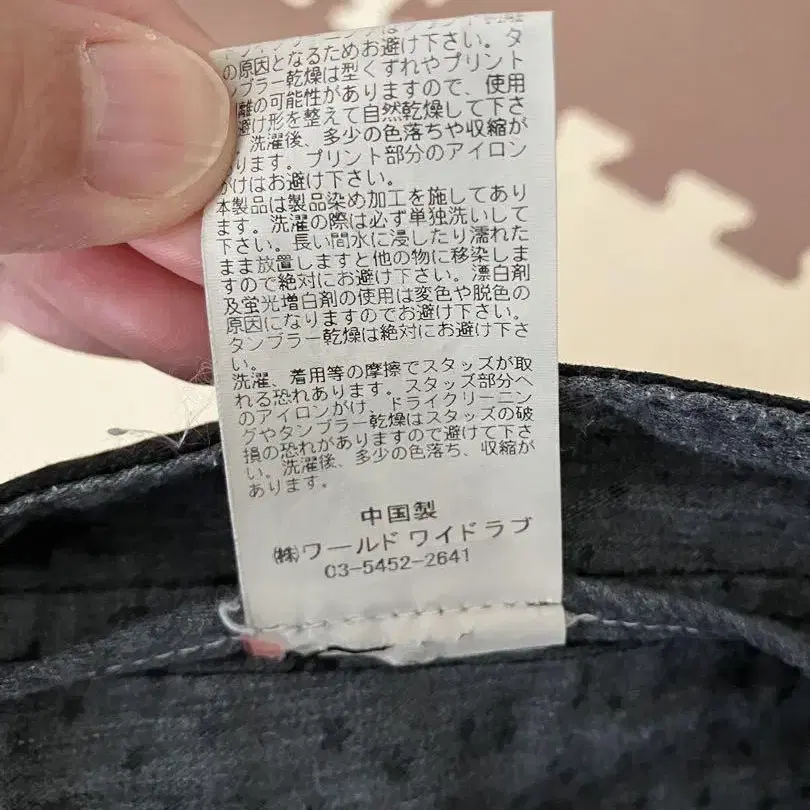 の原因となるためお避け下さい。タ
ンブラー乾燥は型くずれやプリント
離の可能性がありますので、使用
避け形を整えて自然乾燥して下さ
洗濯後、多少の色落ちや収縮が
ります。プリント部分のアイロン
がけはお避け下さい。
本製品は製品染め加工を施してあり
ます。洗濯の際は必ず単独洗いして
下さい。長い間水に浸したり濡れた
まま放置しますと他の物に移染しま
すので絶対にお避け下さい。漂白剤
及蛍光増白剤の使用は変色や脱色の
原因になりますのでお避け下さい。
タンブラー乾燥は絶対にお避け下さ
い。
洗濯、着用等の摩擦でスタッズが取
れる恐れあります。スタッズ部分へ
のアイロンがけ、ドライクリーニン
グやタンブラー乾燥はスタッズの破
損の恐れがありますので避けて下さ
い。洗濯後、多少の色落ち、収縮が
あります。
中国製
㈱ワールド ワイド ラブ
03-5452-2641